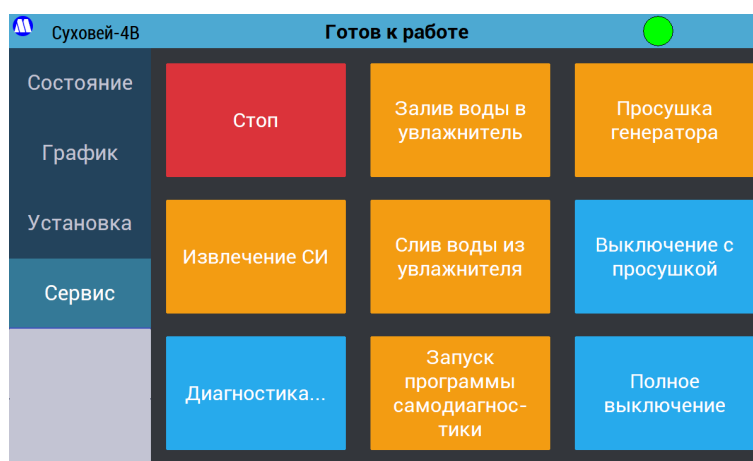 Суховей-4В
Готов к работе
Состояние
График
Установка
Сервис
Стоп
Залив воды в
увлажнитель
Просушка
генератора
Извлечение СИ
Слив воды из
увлажнителя
Выключение с
просушкой
Диагностика...
Запуск
программы
самодиагнос-
тики
Полное
выключение